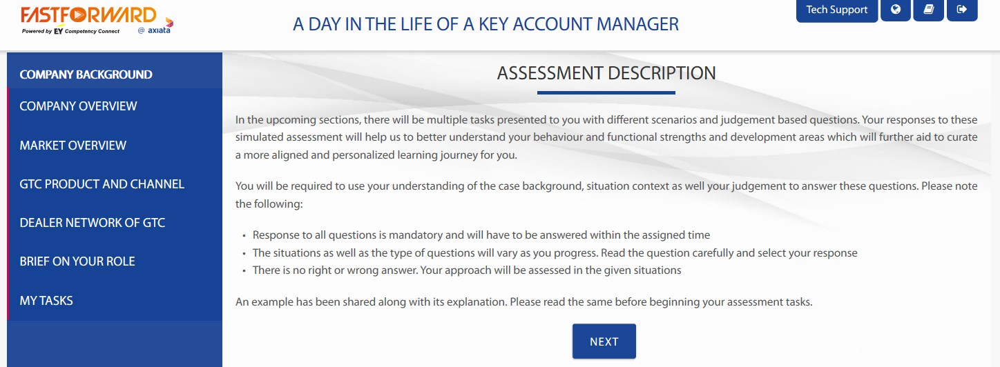 FASTFORWARD
Powered by EY Competency Connect @ axiata
A DAY IN THE LIFE OF A KEY ACCOUNT MANAGER
Tech Support
COMPANY BACKGROUND
COMPANY OVERVIEW
MARKET OVERVIEW
GTC PRODUCT AND CHANNEL
DEALER NETWORK OF GTC
BRIEF ON YOUR ROLE
MY TASKS
ASSESSMENT DESCRIPTION
In the upcoming sections, there will be multiple tasks presented to you with different scenarios and judgement based questions. Your responses to these
simulated assessment will help us to better understand your behaviour and functional strengths and development areas which will further aid to curate
a more aligned and personalized learning journey for you.
You will be required to use your understanding of the case background, situation context as well your judgement to answer these questions. Please note
the following:
• Response to all questions is mandatory and will have to be answered within the assigned time
• The situations as well as the type of questions will vary as you progress. Read the question carefully and select your response
• There is no right or wrong answer. Your approach will be assessed in the given situations
An example has been shared along with its explanation. Please read the same before beginning your assessment tasks.
NEXT